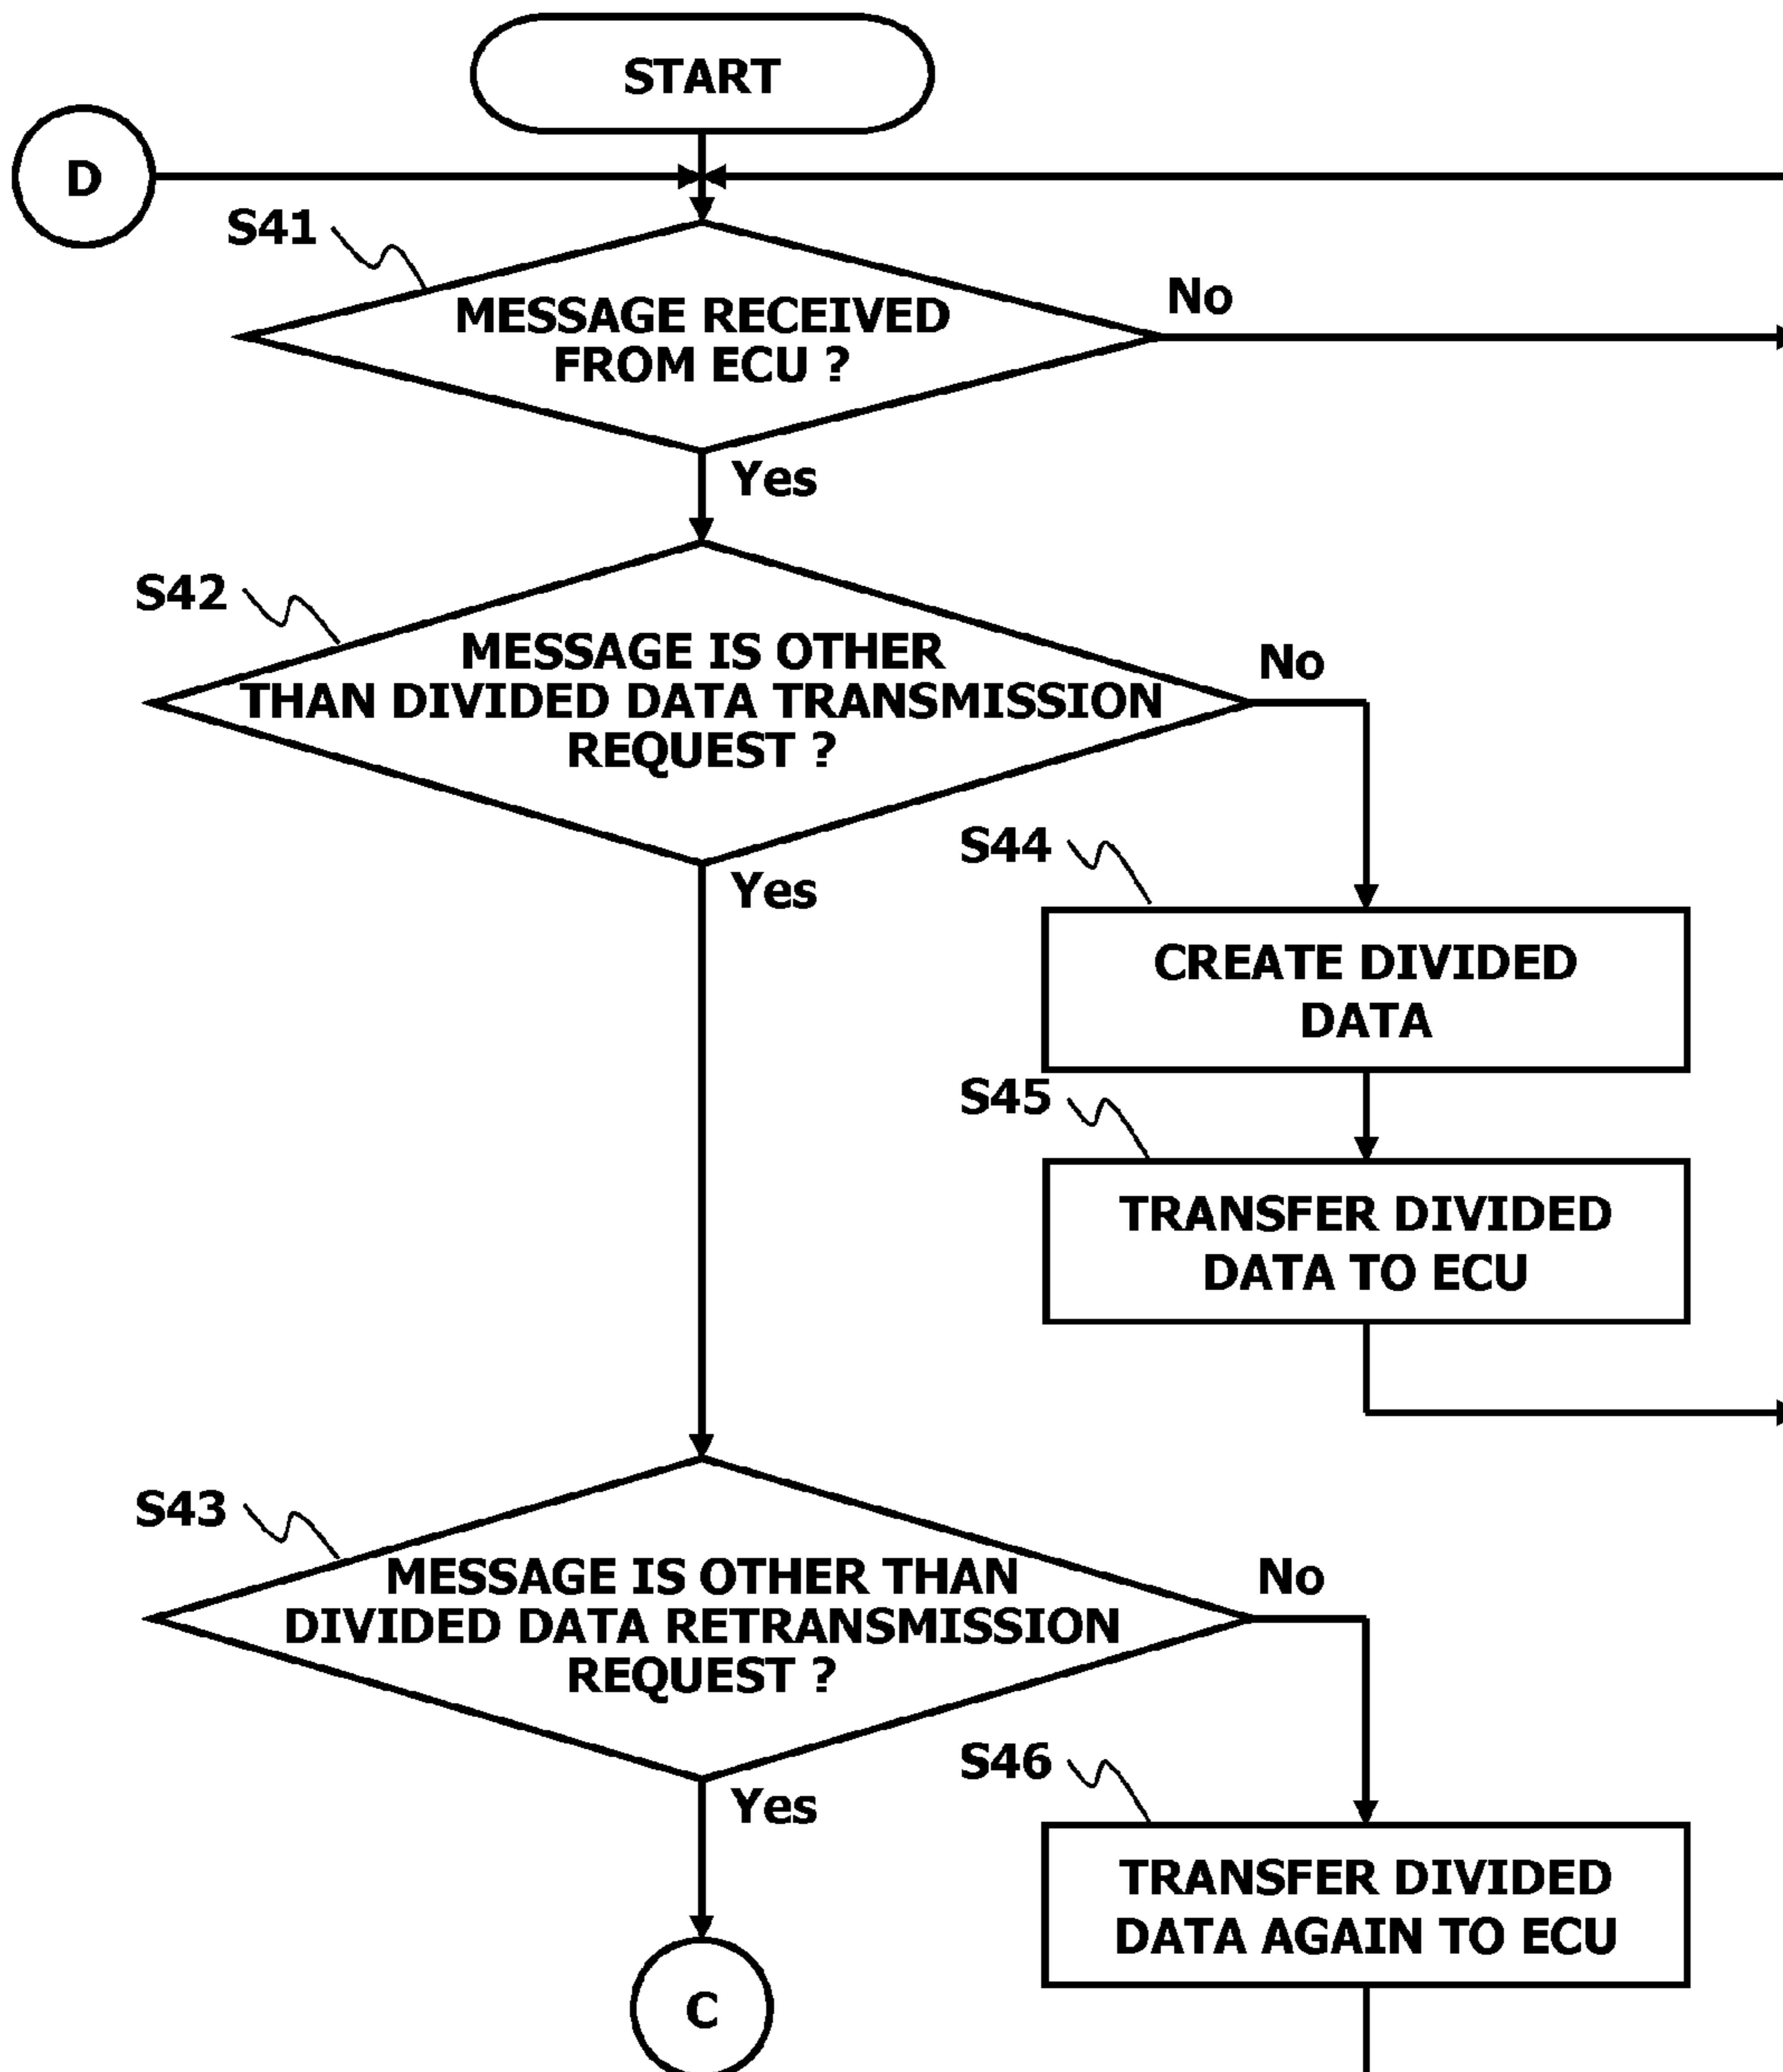 START
D
S41
MESSAGE RECEIVED
FROM ECU ?
No
Yes
S42
MESSAGE IS OTHER
THAN DIVIDED DATA TRANSMISSION
REQUEST ?
No
Yes
S44
CREATE DIVIDED
DATA
S45
TRANSFER DIVIDED
DATA TO ECU
S43
MESSAGE IS OTHER THAN
DIVIDED DATA RETRANSMISSION
REQUEST ?
No
Yes
S46
TRANSFER DIVIDED
DATA AGAIN TO ECU
C